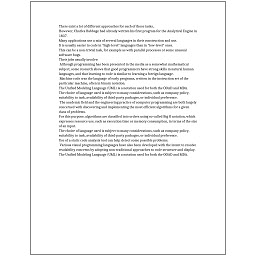 There exist a lot of different approaches for each of those tasks.
However, Charles Babbage had already written his first program for the Analytical Engine in
1837.
Many applications use a mix of several languages in their construction and use.
It is usually easier to code in "high-level" languages than in "low-level" ones.
This can be a non-trivial task, for example as with parallel processes or some unusual
software bugs.
Their jobs usually involve:
Although programming has been presented in the media as a somewhat mathematical
subject, some research shows that good programmers have strong skills in natural human
languages, and that learning to code is similar to learning a foreign language.
Machine code was the language of early programs, written in the instruction set of the
particular machine, often in binary notation.
The Unified Modeling Language (UML) is a notation used for both the OOAD and MDA.
The choice of language used is subject to many considerations, such as company policy,
suitability to task, availability of third-party packages, or individual preference.
The academic field and the engineering practice of computer programming are both largely
concerned with discovering and implementing the most efficient algorithms for a given
class of problems.
For this purpose, algorithms are classified into orders using so-called Big O notation, which
expresses resource use, such as execution time or memory consumption, in terms of the size
of an input.
The choice of language used is subject to many considerations, such as company policy,
suitability to task, availability of third-party packages, or individual preference.
Use of a static code analysis tool can help detect some possible problems.
Various visual programming languages have also been developed with the intent to resolve
readability concerns by adopting non-traditional approaches to code structure and display.
The Unified Modeling Language (UML) is a notation used for both the OOAD and MDA.